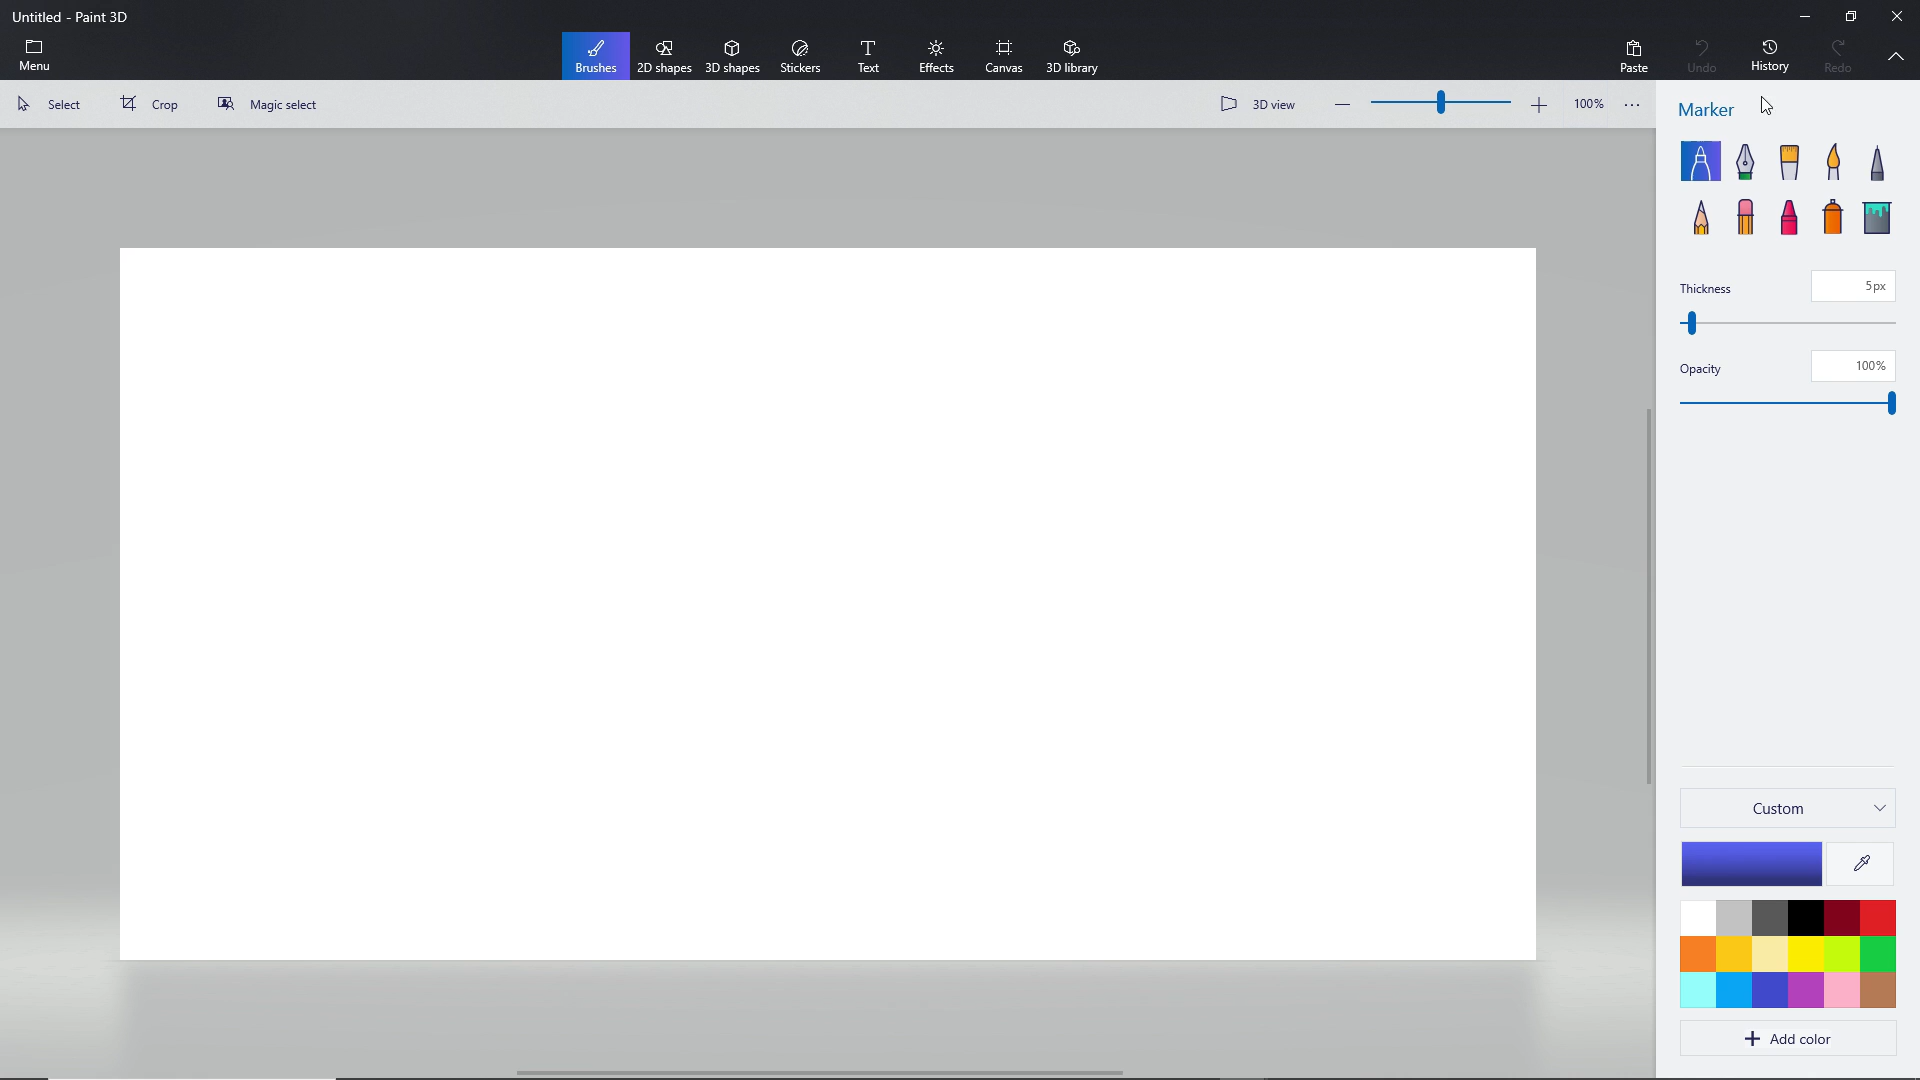 Untitled - Paint 3D
Menu
Brushes 2D shapes 3D shapes Stickers Text Effects Canvas 3D library
Paste Undo History Redo
Select Crop Magic select
3D view 100%
Marker
Thickness 5px
Opacity 100%
Custom
Add color